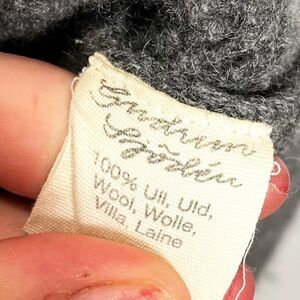 Gudrun
Sjödén
100% Ull, Uld,
Wool, Wolle,
Villa, Laine